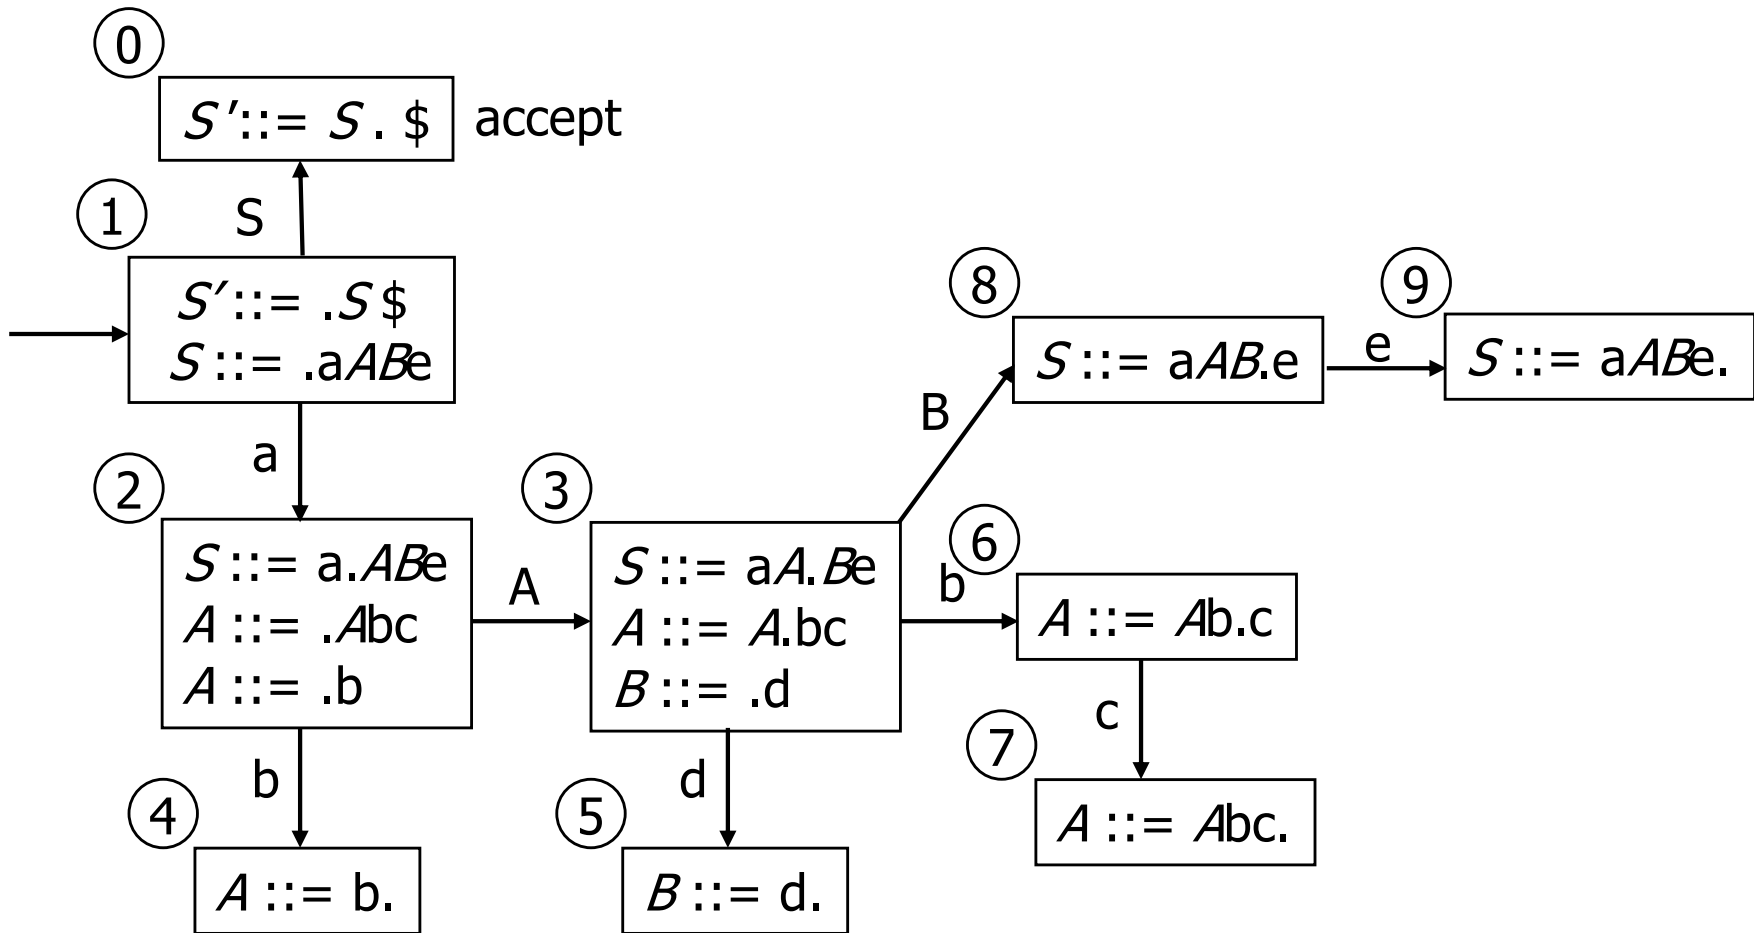 0
S'::= S . $ accept
1
S
S'::= .S $
S ::= .aABe
8
9
S ::= aAB.e
e
S ::= aABe.
B
a
2
3
6
S ::= a.ABe
A ::= .Abc
A ::= .b
A
S ::= aA.Be
A ::= A.bc
B ::= .d
b
A ::= Ab.c
c
7
A ::= Abc.
b
4
A ::= b.
d
5
B ::= d.